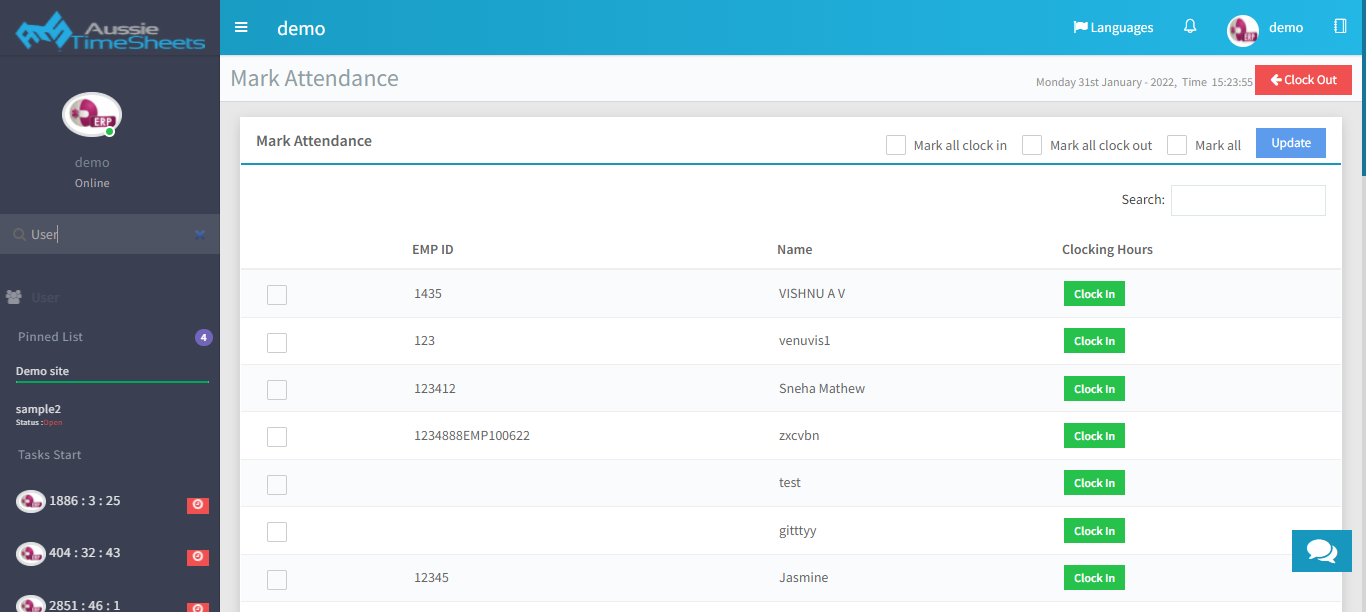 Aussie
TimeSheets
demo
Languages
demo
Mark Attendance
Monday 31st January - 2022, Time 15:23:55
Clock Out
ERP
demo
Online
User
User
Pinned List
4
Demo site
sample2
Status :Open
Tasks Start
1886 : 3 : 25
404 : 32 : 43
2851 : 46 : 1
Mark Attendance
Mark all clock in
Mark all clock out
Mark all
Update
Search:
EMP ID Name Clocking Hours
1435 VISHNU A V Clock In
123 venuvis1 Clock In
123412 Sneha Mathew Clock In
1234888EMP100622 zxcvbn Clock In
test Clock In
gitttyy Clock In
12345 Jasmine Clock In